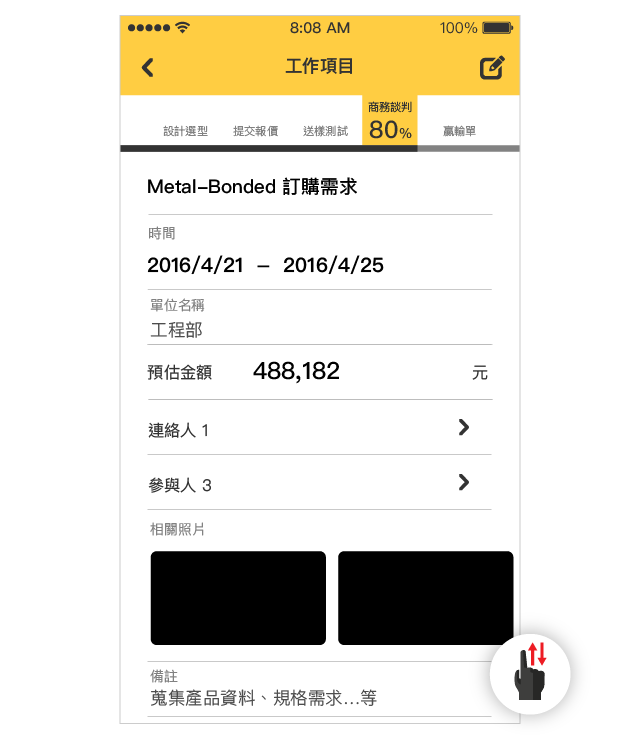 8:08 AM 100%
工作項目
商務談判
設計選型 提交報價 送樣測試 80% 贏輸單
Metal-Bonded 訂購需求
時間
2016/4/21 – 2016/4/25
單位名稱
工程部
預估金額 488,182 元
連絡人 1
參與人 3
相關照片
備註
蒐集產品資料、規格需求...等